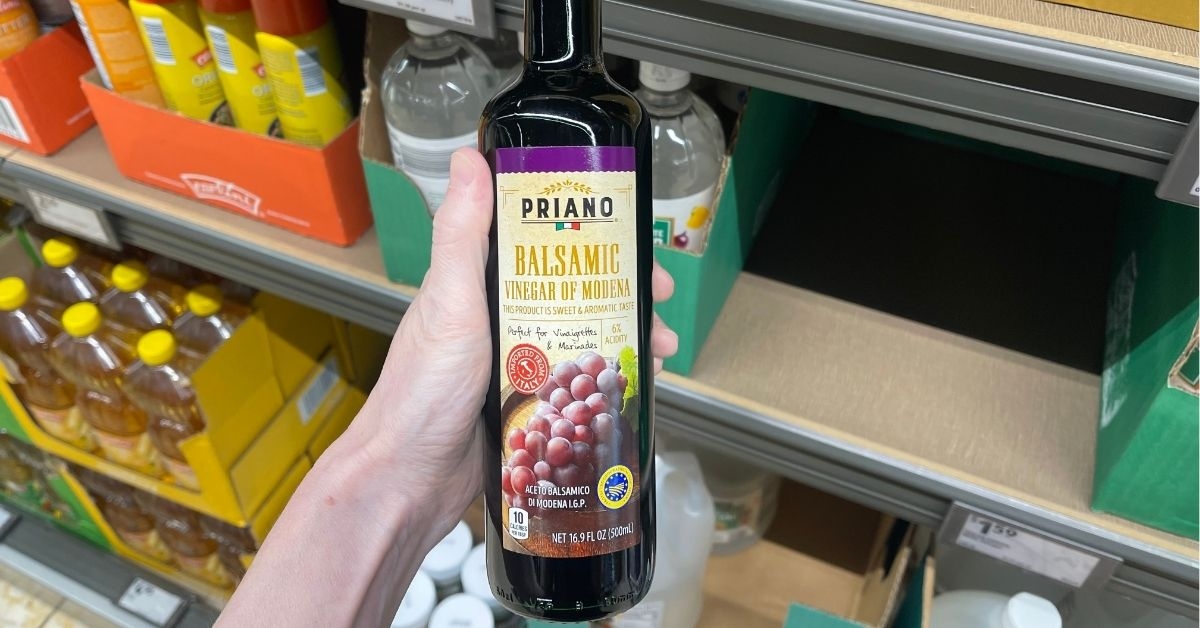 PRIANO
BALSAMIC
VINEGAR OF MODENA
THIS PRODUCT IS SWEET & AROMATIC TASTE
Perfect for Vinaigrettes
& Marinades
6%
ACIDITY
IMPORTED FROM
ITALY
ACETO BALSAMICO
DI MODENA I.G.P.
10
CALORIES
NET 16.9 FL OZ (500mL)
Carlini